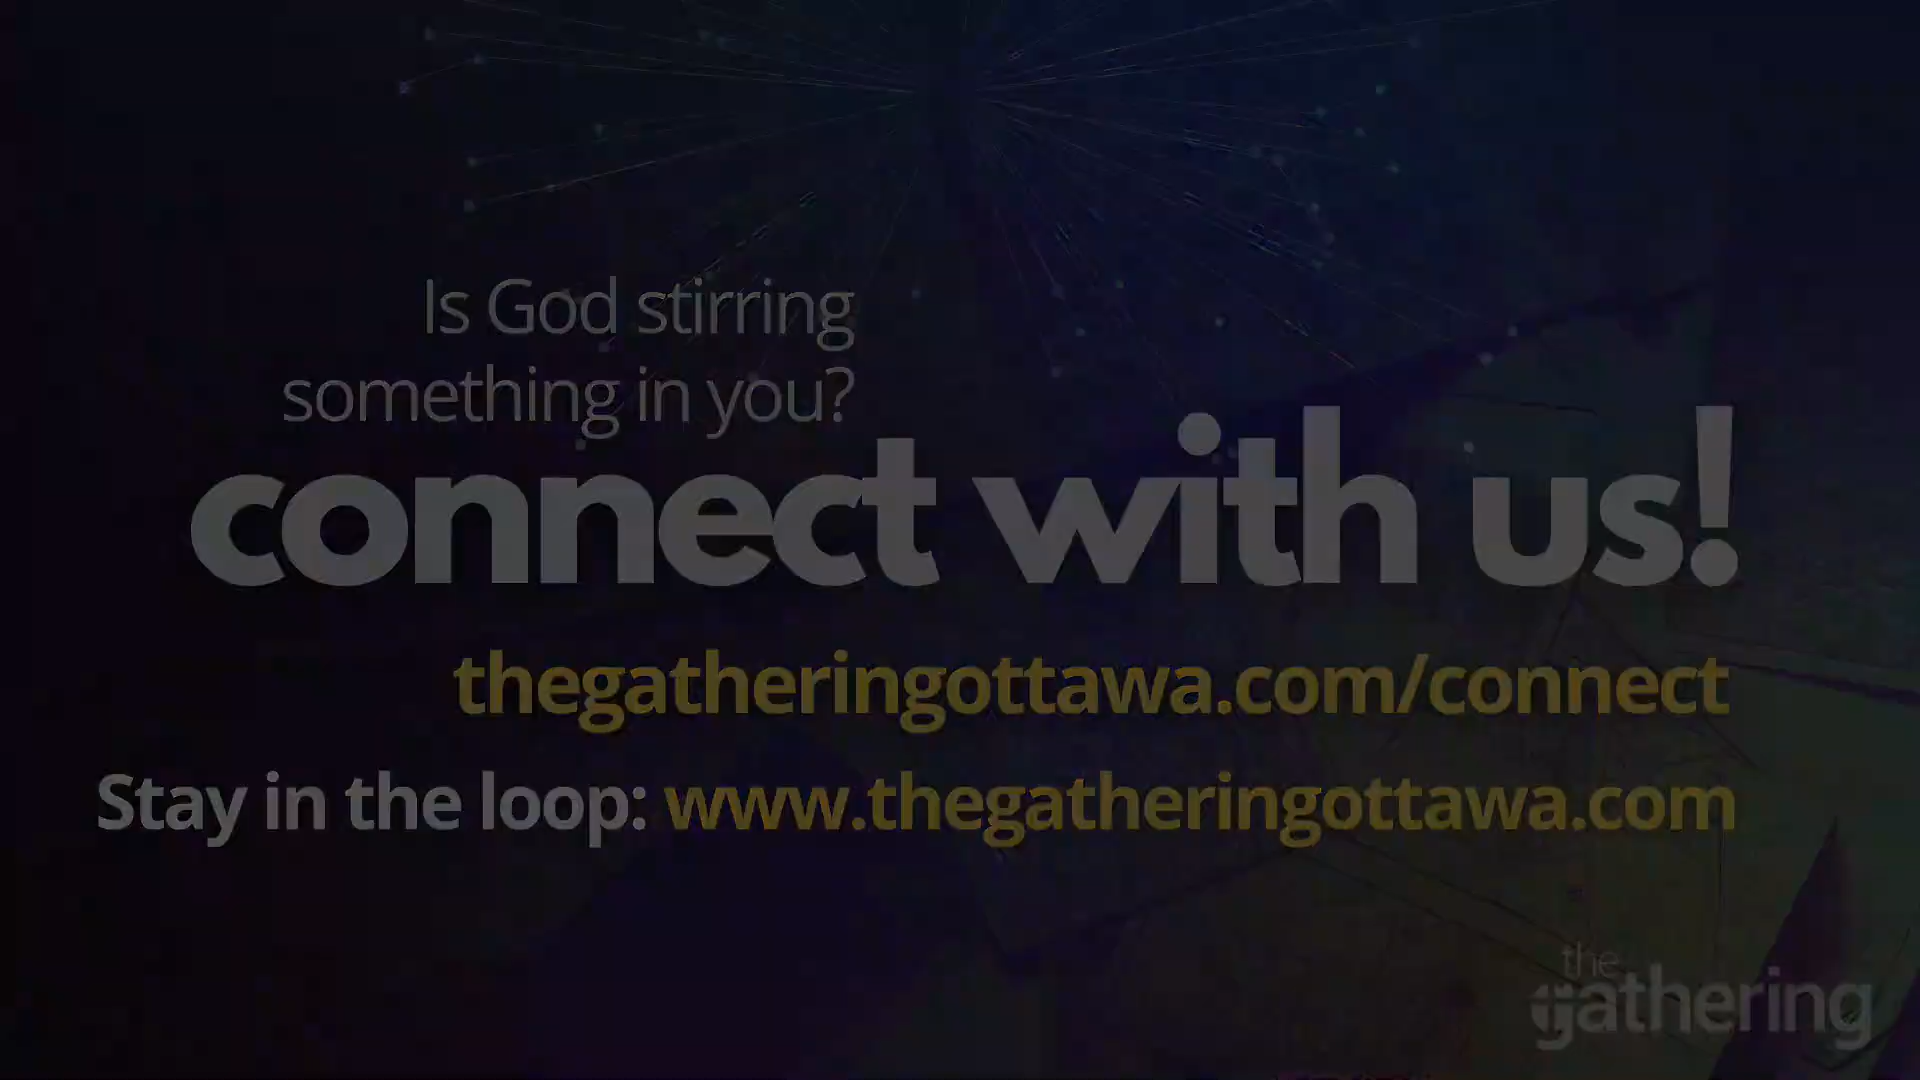 Is God stirring
something in you?
connect with us!
thegatheringottawa.com/connect
Stay in the loop: www.thegatheringottawa.com
the
gathering